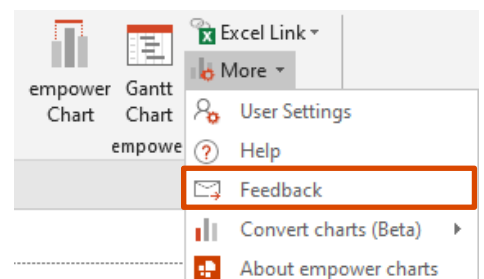 Excel Link
More
empower
Chart
Gantt
Chart
empowe
User Settings
Help
Feedback
Convert charts (Beta)
About empower charts